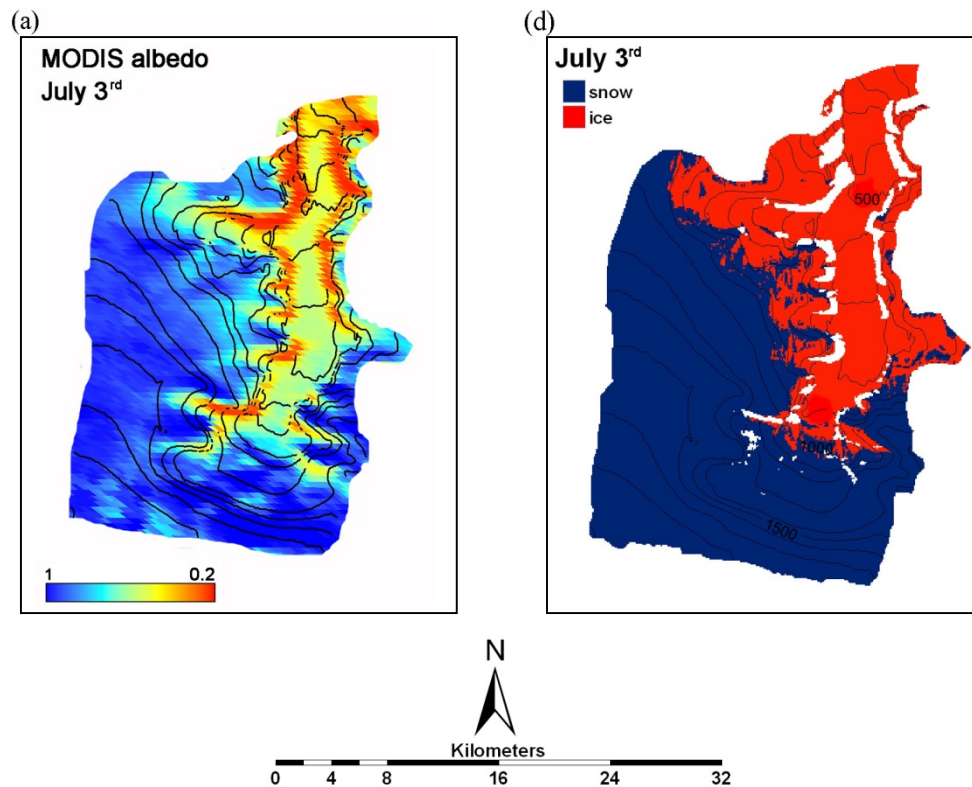 (a)
MODIS albedo
July 3rd
1
0.2
(d)
July 3rd
snow
ice
500
1000
1500
N
Kilometers
0 4 8 16 24 32